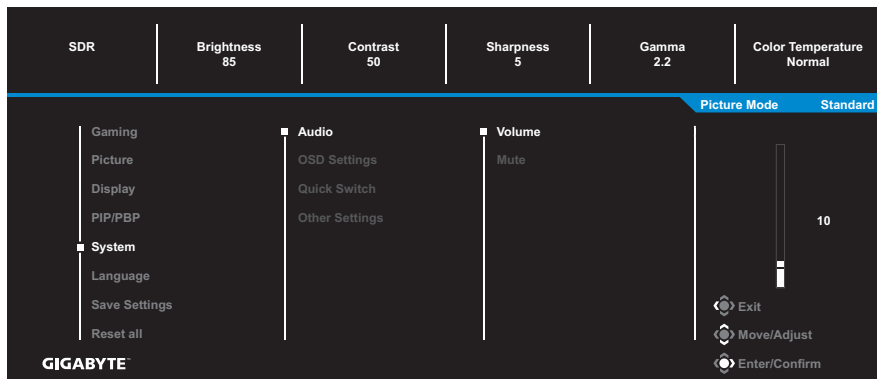 SDR Brightness Contrast Sharpness Gamma Color Temperature
85 50 5 2.2 Normal
Picture Mode Standard
Gaming Audio Volume
Picture OSD Settings Mute
Display Quick Switch
PIP/PBP Other Settings 10
System
Language
Save Settings Exit
Reset all Move/Adjust
GIGABYTE™ Enter/Confirm